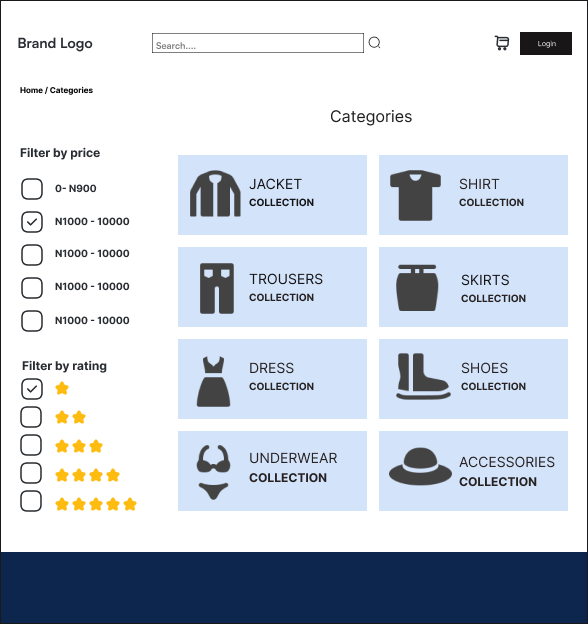 Brand Logo
Search....
Login
Home / Categories
Categories
Filter by price
0- N900
N1000 - 10000
N1000 - 10000
N1000 - 10000
N1000 - 10000
Filter by rating
JACKET
COLLECTION
SHIRT
COLLECTION
TROUSERS
COLLECTION
SKIRTS
COLLECTION
DRESS
COLLECTION
SHOES
COLLECTION
UNDERWEAR
COLLECTION
ACCESSORIES
COLLECTION